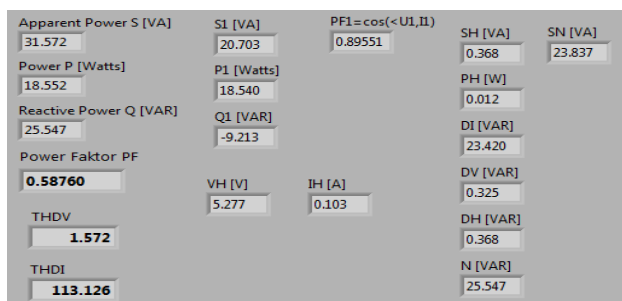 Apparent Power S [VA]
31.572
Power P [Watts]
18.552
Reactive Power Q [VAR]
25.547
Power Faktor PF
0.58760
THDV
1.572
THDI
113.126
S1 [VA]
20.703
P1 [Watts]
18.540
Q1 [VAR]
-9.213
VH [V]
5.277
PF1=cos(<U1,I1)
0.89551
IH [A]
0.103
SH [VA]
0.368
PH [W]
0.012
DI [VAR]
23.420
DV [VAR]
0.325
DH [VAR]
0.368
N [VAR]
25.547
SN [VA]
23.837